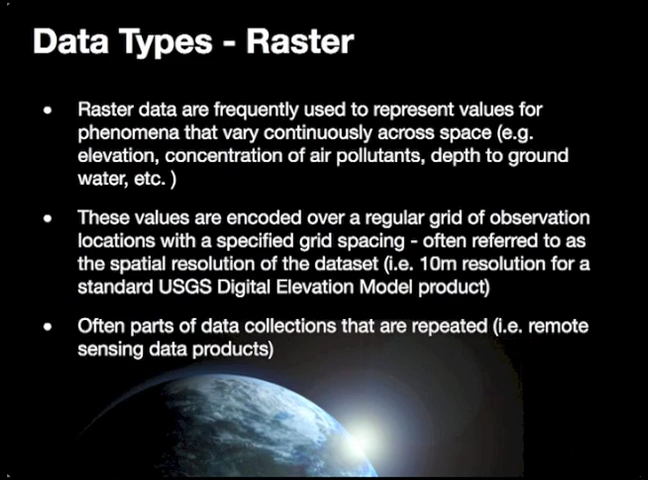 Data Types - Raster
• Raster data are frequently used to represent values for
phenomena that vary continuously across space (e.g.
elevation, concentration of air pollutants, depth to ground
water, etc. )
• These values are encoded over a regular grid of observation
locations with a specified grid spacing - often referred to as
the spatial resolution of the dataset (i.e. 10m resolution for a
standard USGS Digital Elevation Model product)
• Often parts of data collections that are repeated (i.e. remote
sensing data products)